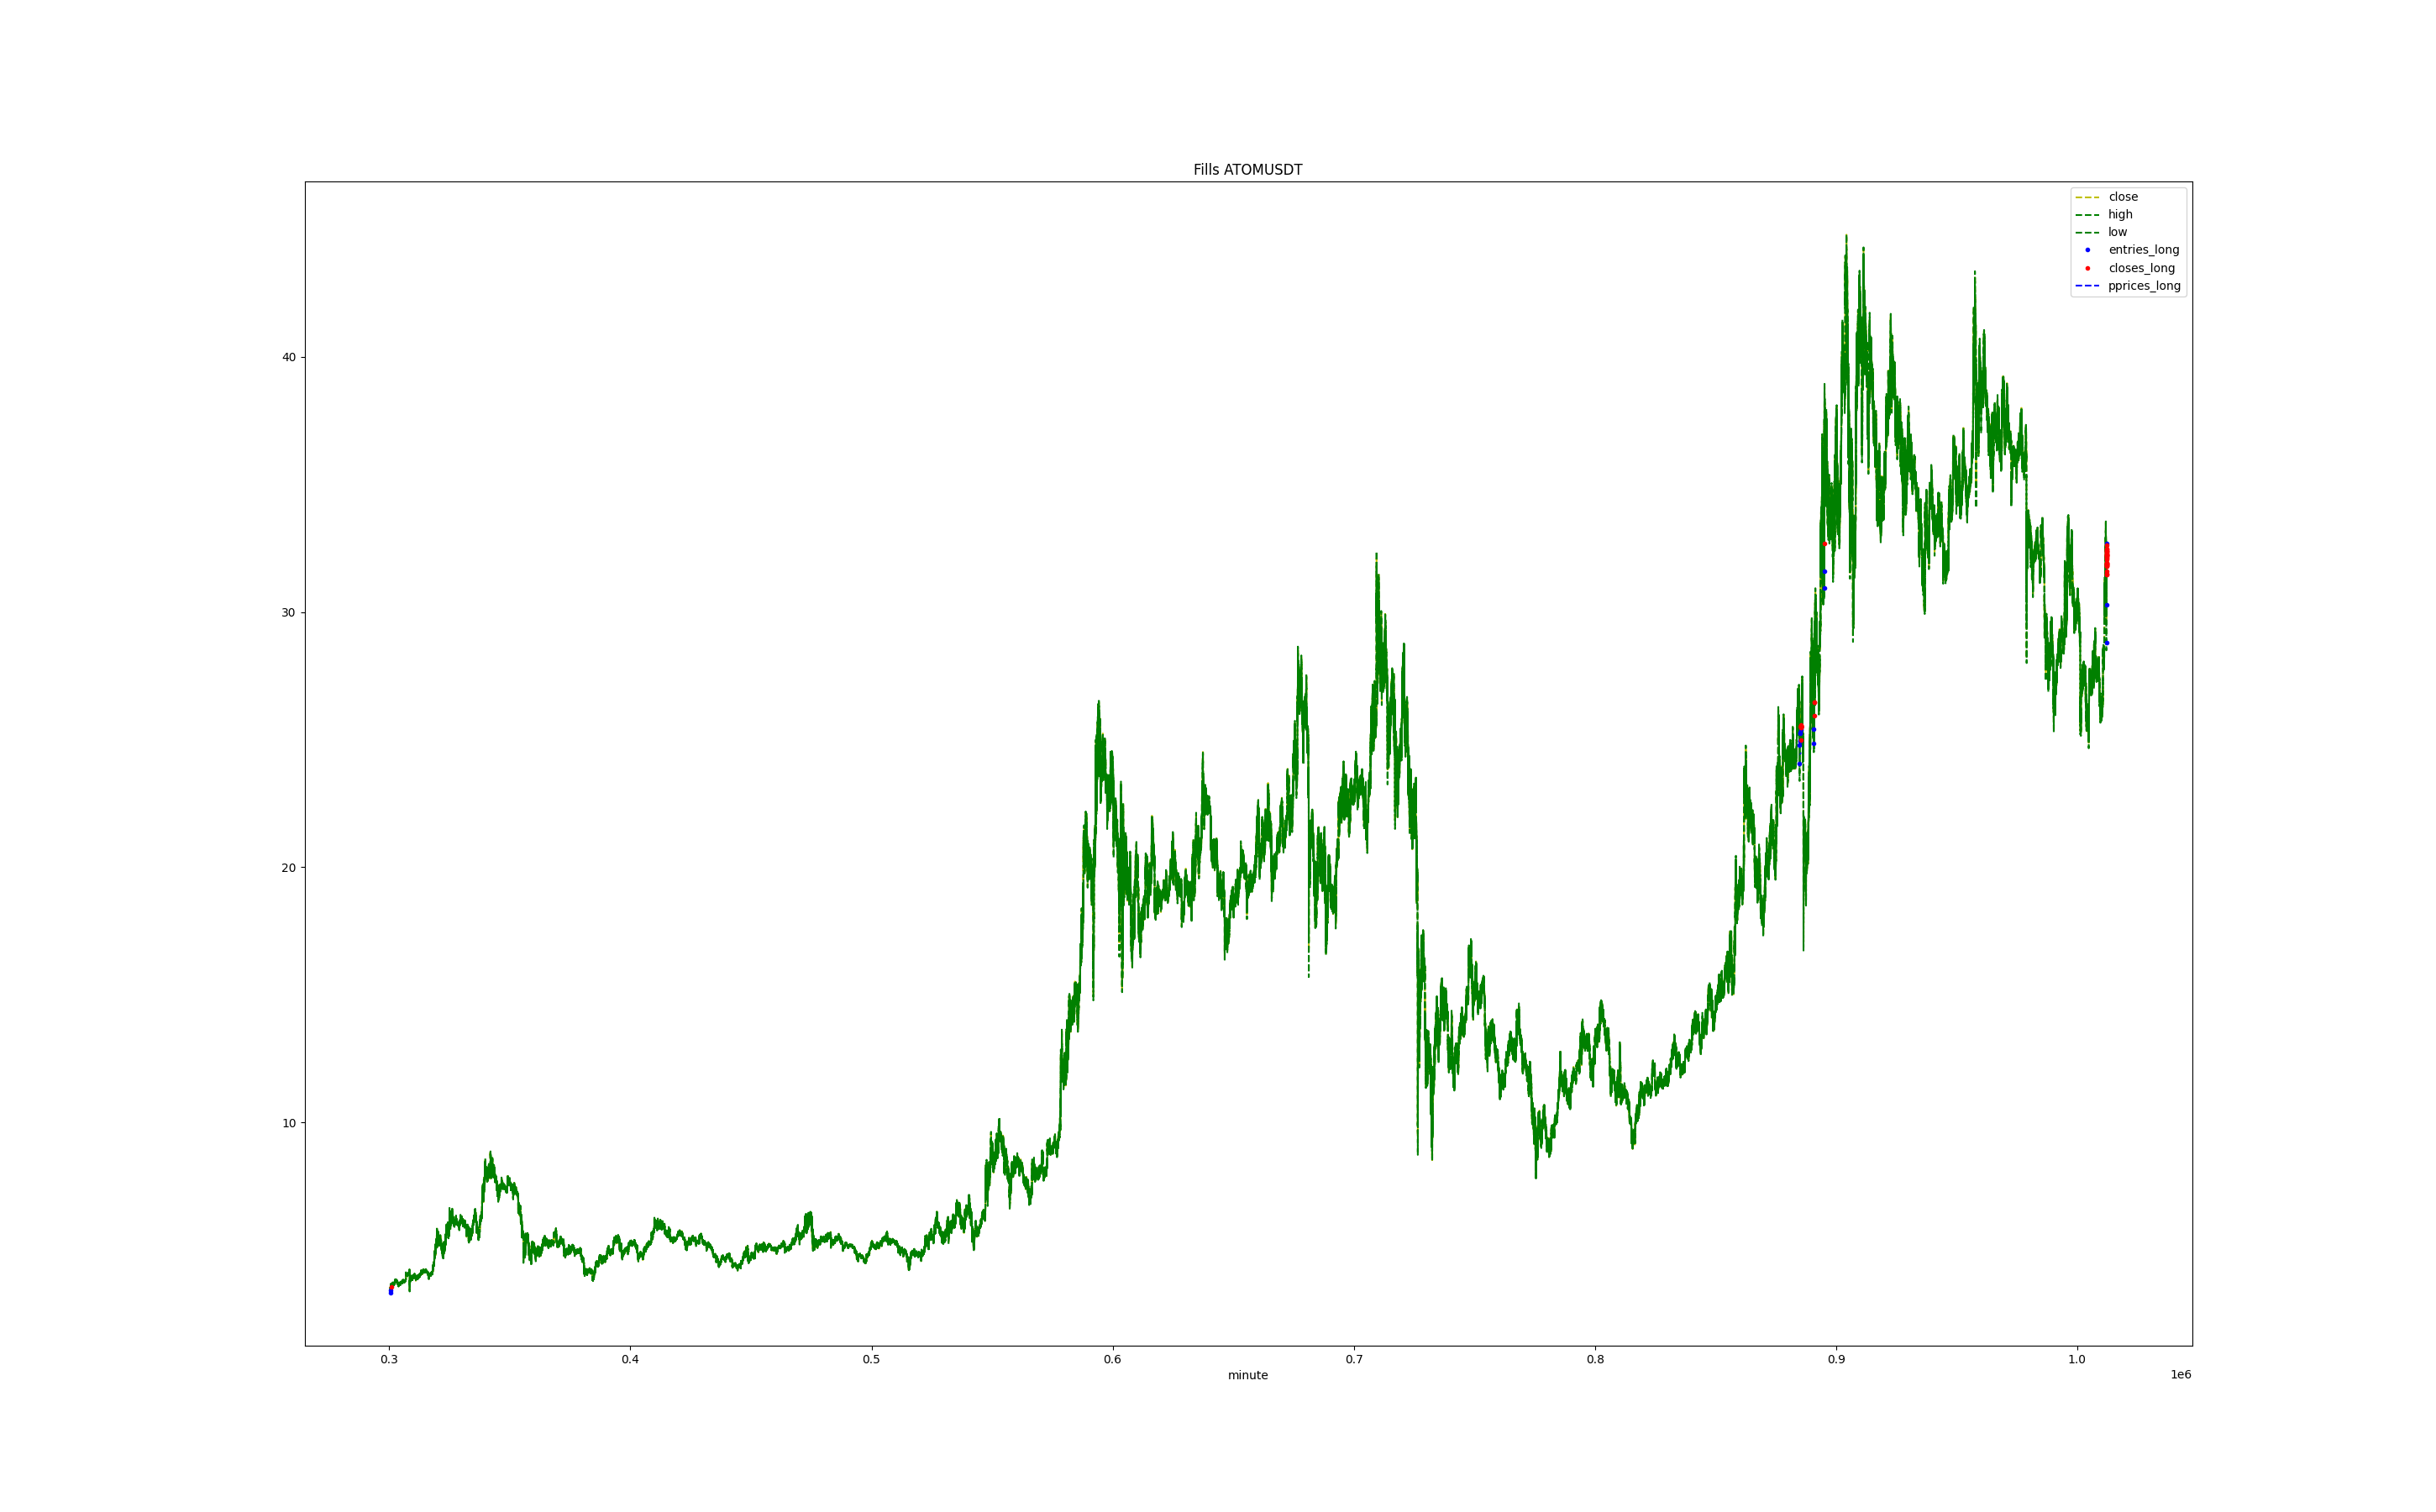 Fills ATOMUSDT
close
high
low
entries_long
closes_long
pprices_long
40
30
20
10
0.3 0.4 0.5 0.6 0.7 0.8 0.9 1.0
minute
1e6